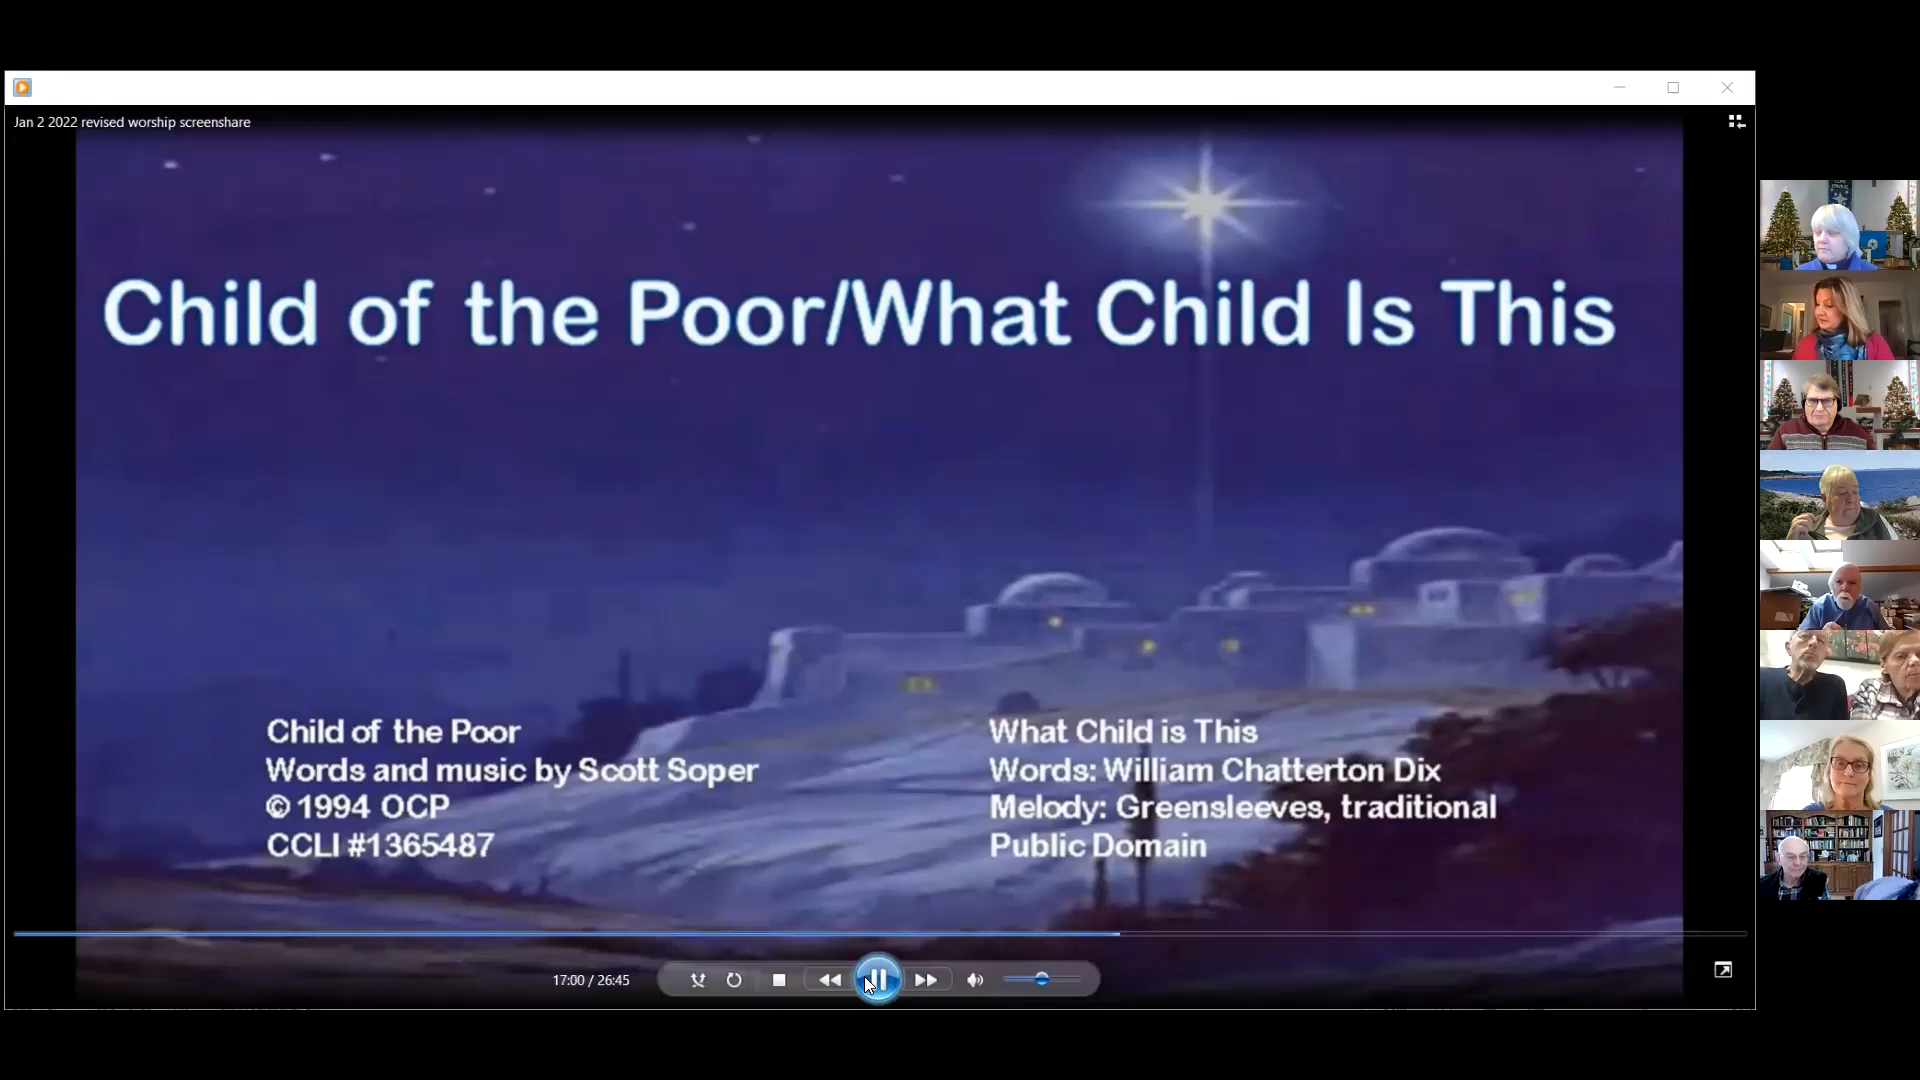 Jan 2 2022 revised worship screenshare
Child of the Poor/What Child Is This
Child of the Poor
Words and music by Scott Soper
© 1994 OCP
CCLI #1365487
What Child is This
Words: William Chatterton Dix
Melody: Greensleeves, traditional
Public Domain
17:00 / 26:45